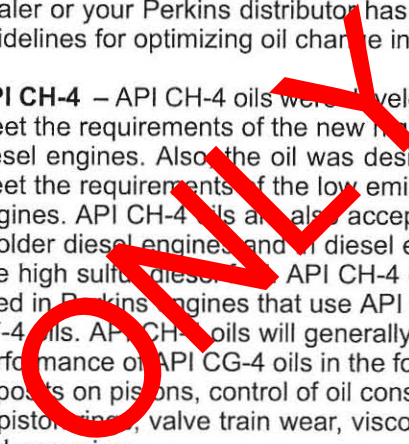 aler or your Perkins distributor has
idelines for optimizing oil change in
PI CH-4 – API CH-4 oils were
eet the requirements of the new
esel engines. Also, the oil was desi
eet the requirements of the low emi
gines. API CH-4 oils are also accep
older diesel engines and in diesel e
e high sulfur diesel API CH-4
ed in Perkins engines that use API
-4 oils. API CH-4 oils will generally
rformance of API CG-4 oils in the fo
posits on pistons, control of oil cons
piston rings, valve train wear, visco
ONLY